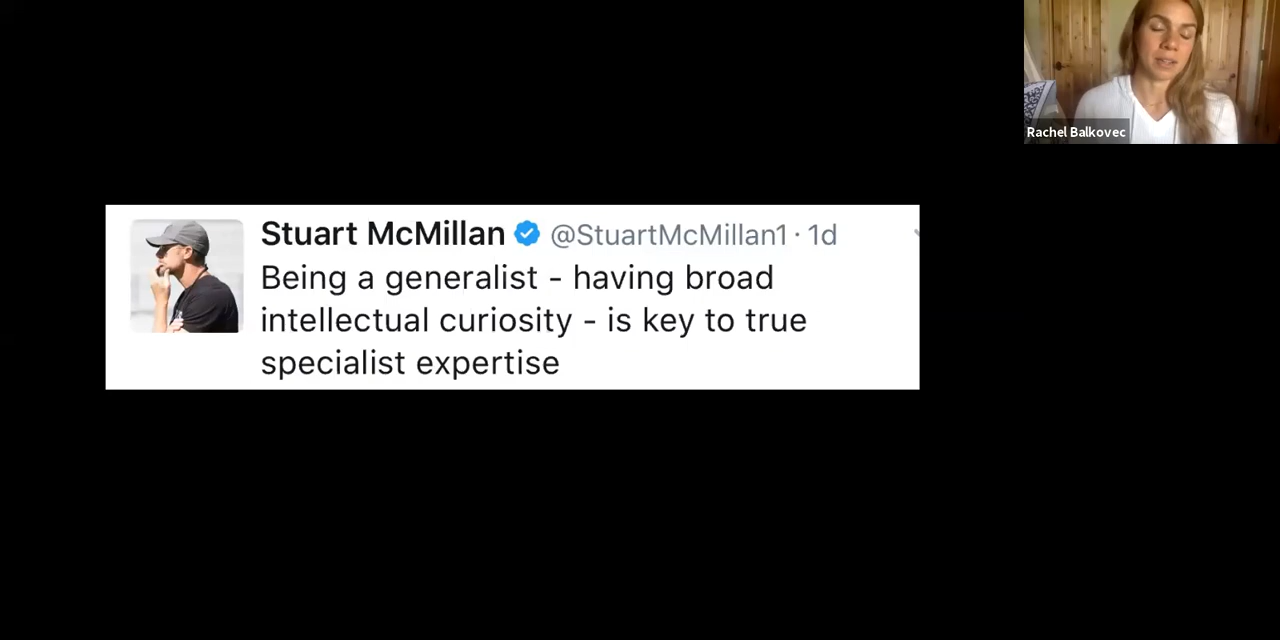 Rachel Balkovec
Stuart McMillan @StuartMcMillan1 · 1d
Being a generalist - having broad
intellectual curiosity - is key to true
specialist expertise